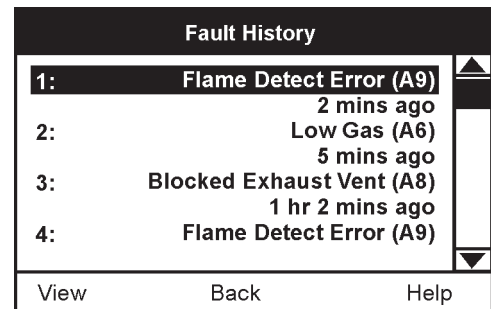 Fault History
1: Flame Detect Error (A9)
2 mins ago
2: Low Gas (A6)
5 mins ago
3: Blocked Exhaust Vent (A8)
1 hr 2 mins ago
4: Flame Detect Error (A9)
View Back Help